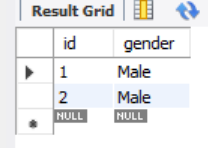 Result Grid
id gender
1 Male
2 Male
NULL NULL